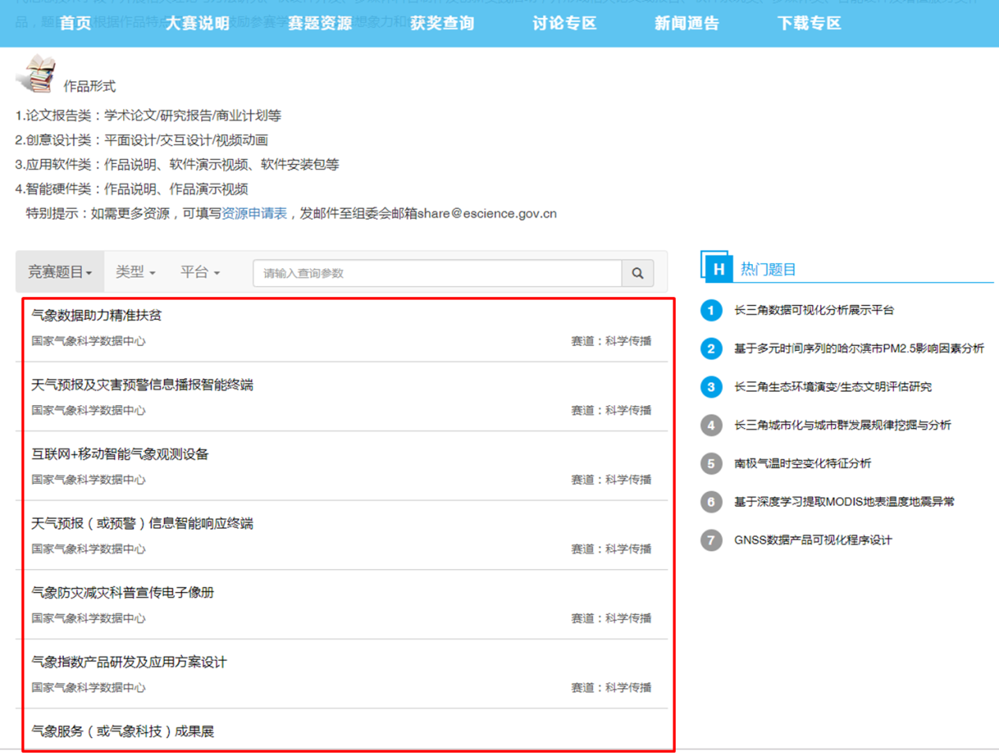 首页 大赛说明 赛题资源 获奖查询 讨论专区 新闻通告 下载专区
作品形式
1.论文报告类：学术论文/研究报告/商业计划等
2.创意设计类：平面设计/交互设计/视频动画
3.应用软件类：作品说明、软件演示视频、软件安装包等
4.智能硬件类：作品说明、作品演示视频
特别提示：如需更多资源，可填写资源申请表，发邮件至组委会邮箱share@escience.gov.cn
竞赛题目 类型 平台 请输入查询参数
气象数据助力精准扶贫
国家气象科学数据中心 赛道：科学传播
天气预报及灾害预警信息播报智能终端
国家气象科学数据中心 赛道：科学传播
互联网+移动智能气象观测设备
国家气象科学数据中心 赛道：科学传播
天气预报（或预警）信息智能响应终端
国家气象科学数据中心 赛道：科学传播
气象防灾减灾科普宣传电子像册
国家气象科学数据中心 赛道：科学传播
气象指数产品研发及应用方案设计
国家气象科学数据中心 赛道：科学传播
气象服务（或气象科技）成果展
H 热门题目
1 长三角数据可视化分析展示平台
2 基于多元时间序列的哈尔滨市PM2.5影响因素分析
3 长三角生态环境演变/生态文明评估研究
4 长三角城市化与城市群发展规律挖掘与分析
5 南极气温时空变化特征分析
6 基于深度学习提取MODIS地表温度地震异常
7 GNSS数据产品可视化程序设计